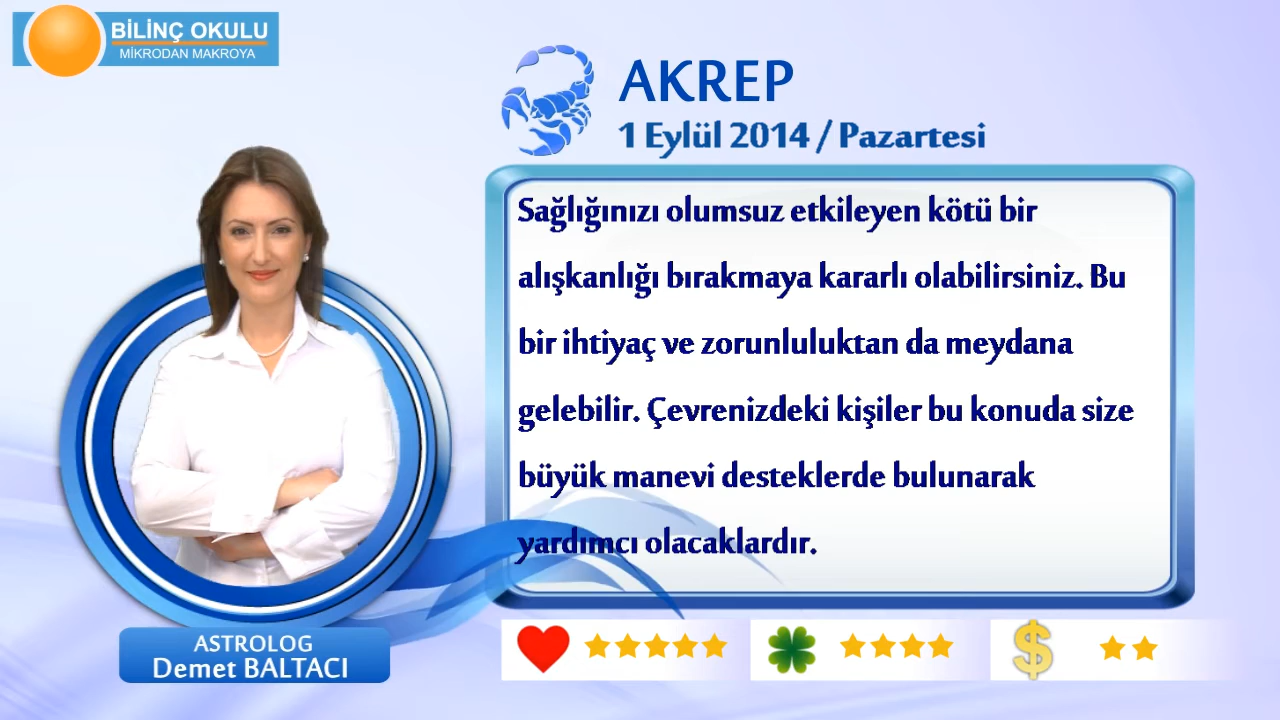 BİLİNÇ OKULU
MİKRODAN MAKROYA
AKREP
1 Eylül 2014 / Pazartesi
Sağlığınızı olumsuz etkileyen kötü bir
alışkanlığı bırakmaya kararlı olabilirsiniz. Bu
bir ihtiyaç ve zorunluluktan da meydana
gelebilir. Çevrenizdeki kişiler bu konuda size
büyük manevi desteklerde bulunarak
yardımcı olacaklardır.
ASTROLOG
Demet BALTACI